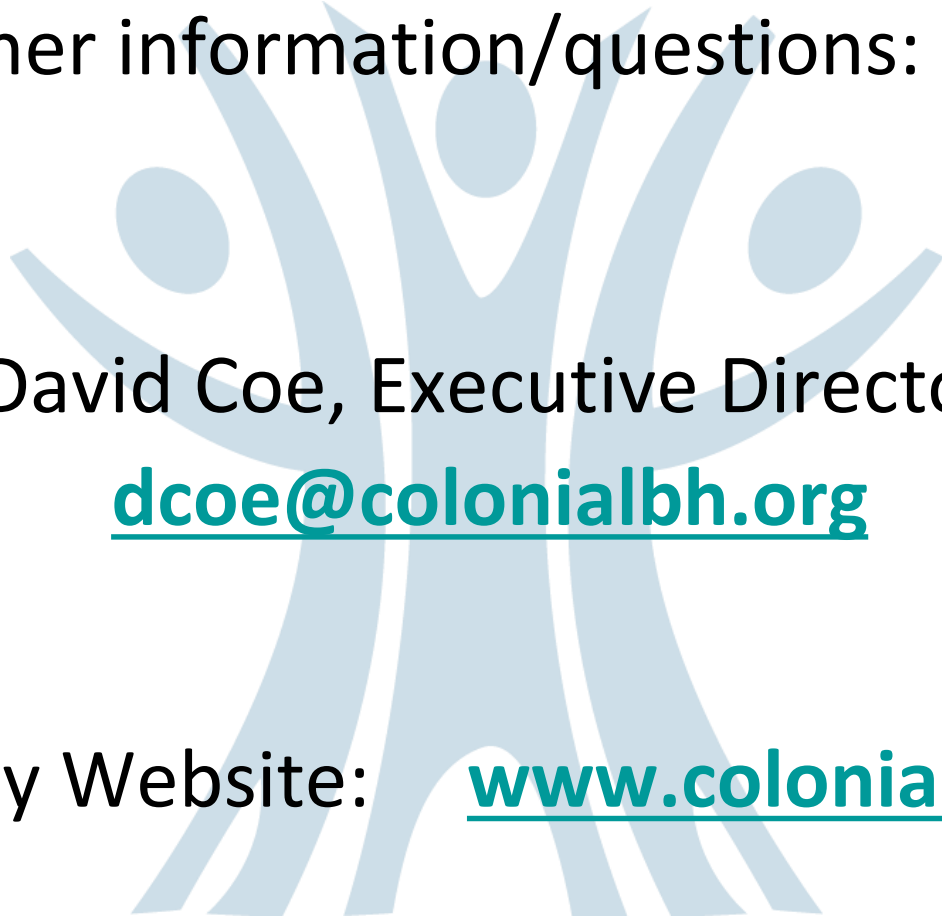 her information/questions:
David Coe, Executive Directo
dcoe@colonialbh.org
y Website: www.colonia